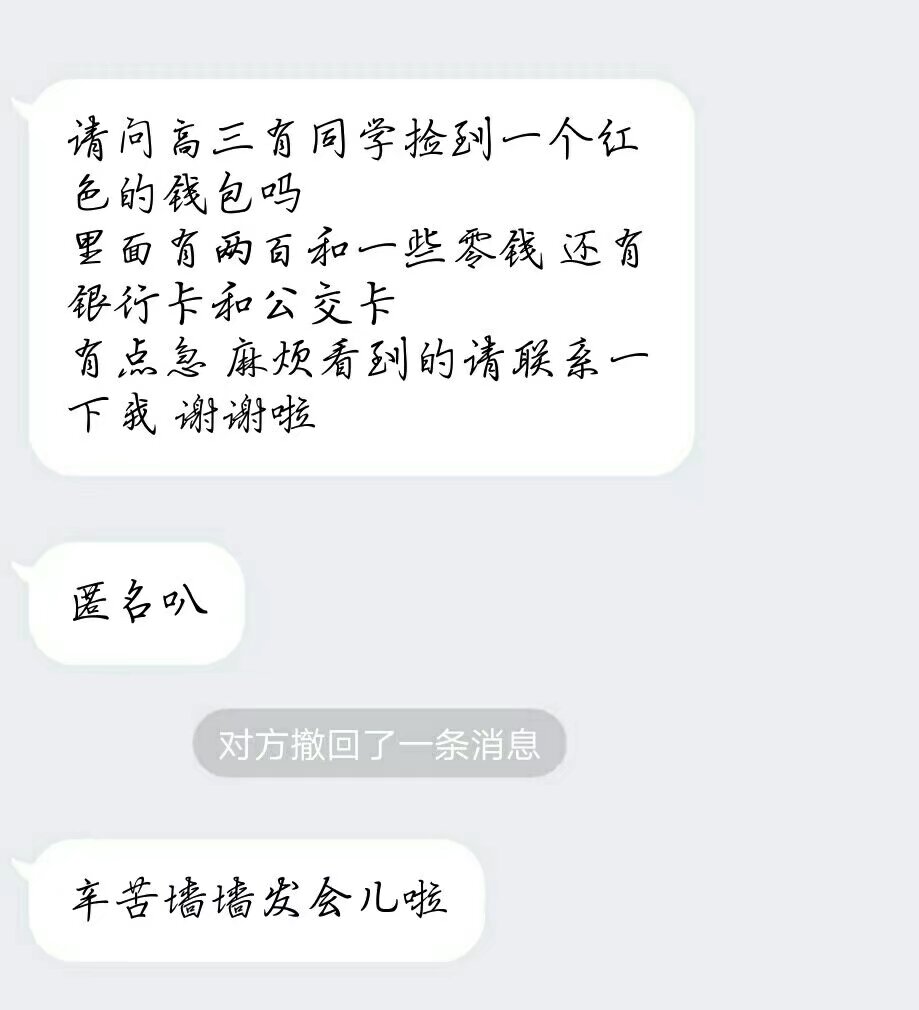 请问高三有同学捡到一个红
色的钱包吗
里面有两百和一些零钱 还有
银行卡和公交卡
有点急 麻烦看到的请联系一
下我 谢谢啦
匿名叭
对方撤回了一条消息
辛苦墙墙发会儿啦